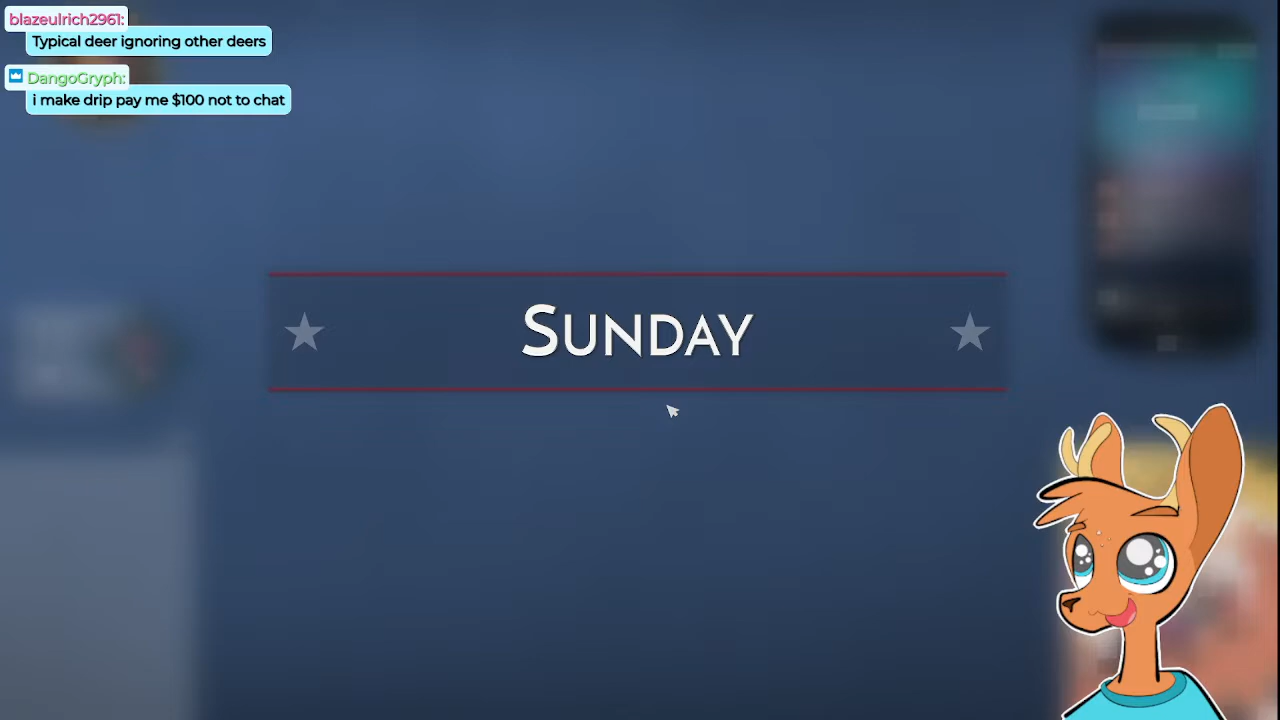 blazeulrich2961:
Typical deer ignoring other deers
DangoGryph:
i make drip pay me $100 not to chat
Sunday